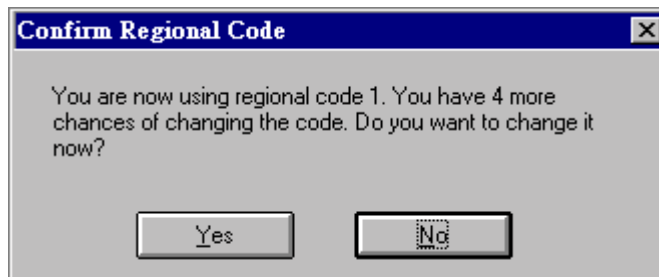 Confirm Regional Code
You are now using regional code 1. You have 4 more
chances of changing the code. Do you want to change it
now?
Yes
No